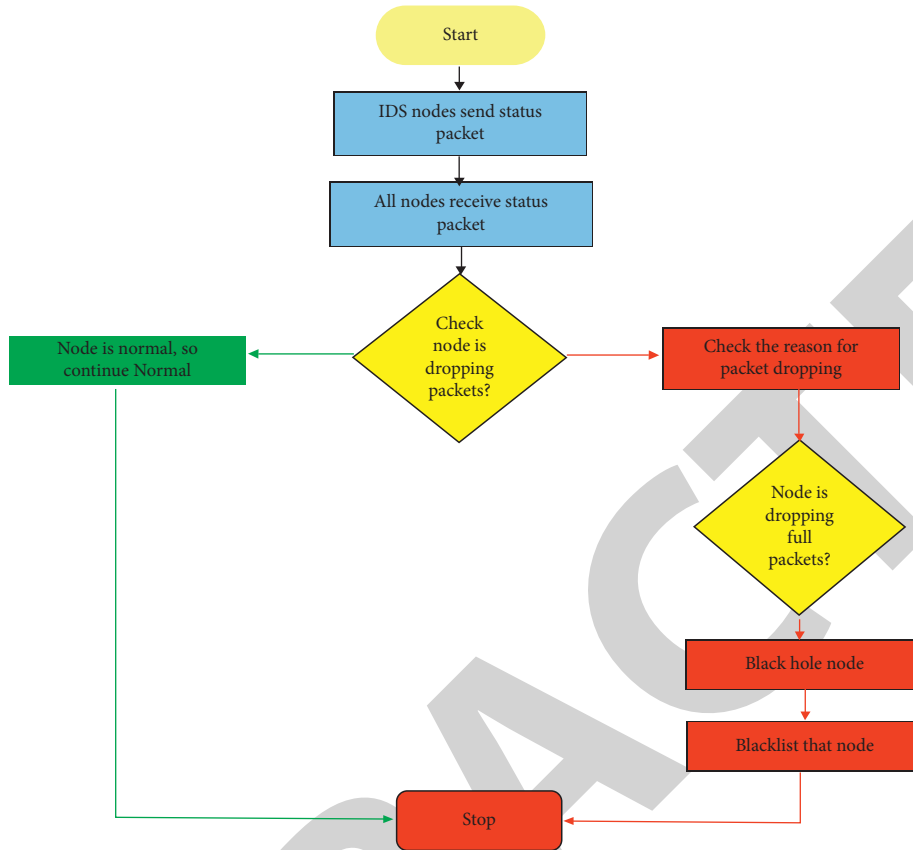 Start
IDS nodes send status
packet
All nodes receive status
packet
Check
node is
dropping
packets?
Node is normal, so
continue Normal
Check the reason for
packet dropping
Node is
dropping
full
packets?
Black hole node
Blacklist that node
Stop